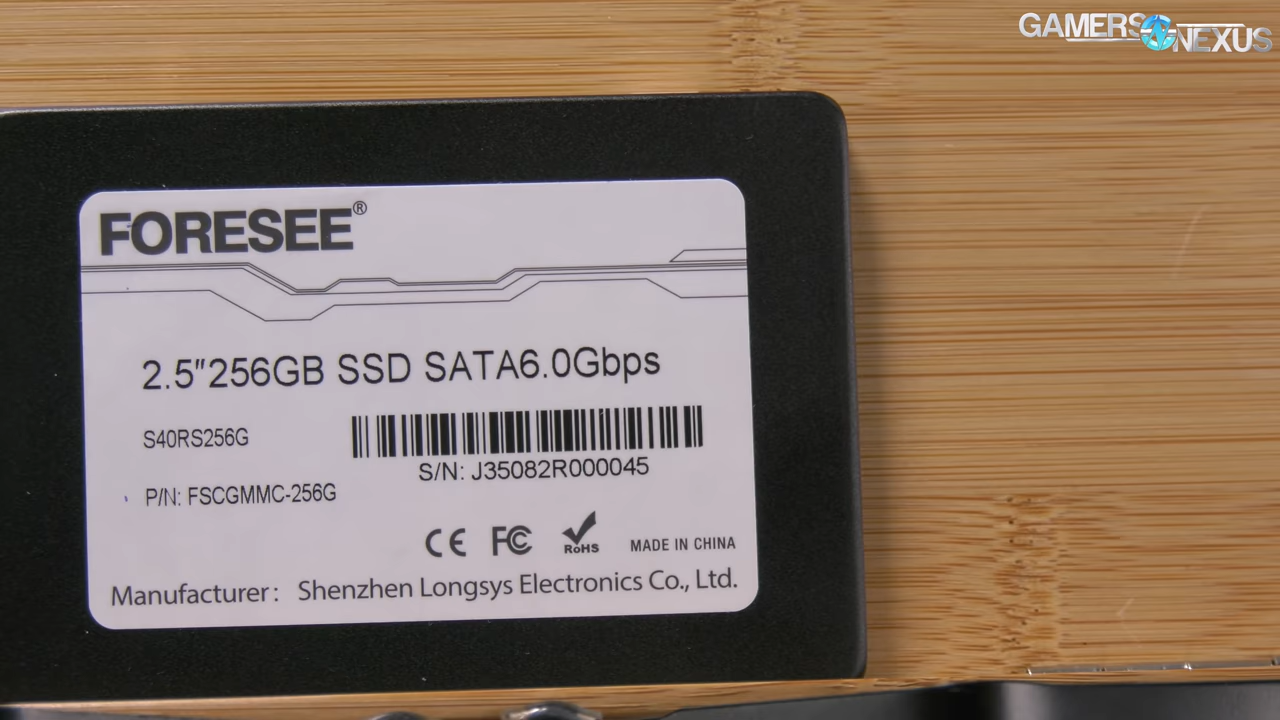 GAMERS NEXUS
FORESEE®
2.5"256GB SSD SATA6.0Gbps
S40RS256G
S/N: J35082R000045
P/N: FSCGMMC-256G
CE FC RoHS MADE IN CHINA
Manufacturer: Shenzhen Longsys Electronics Co., Ltd.